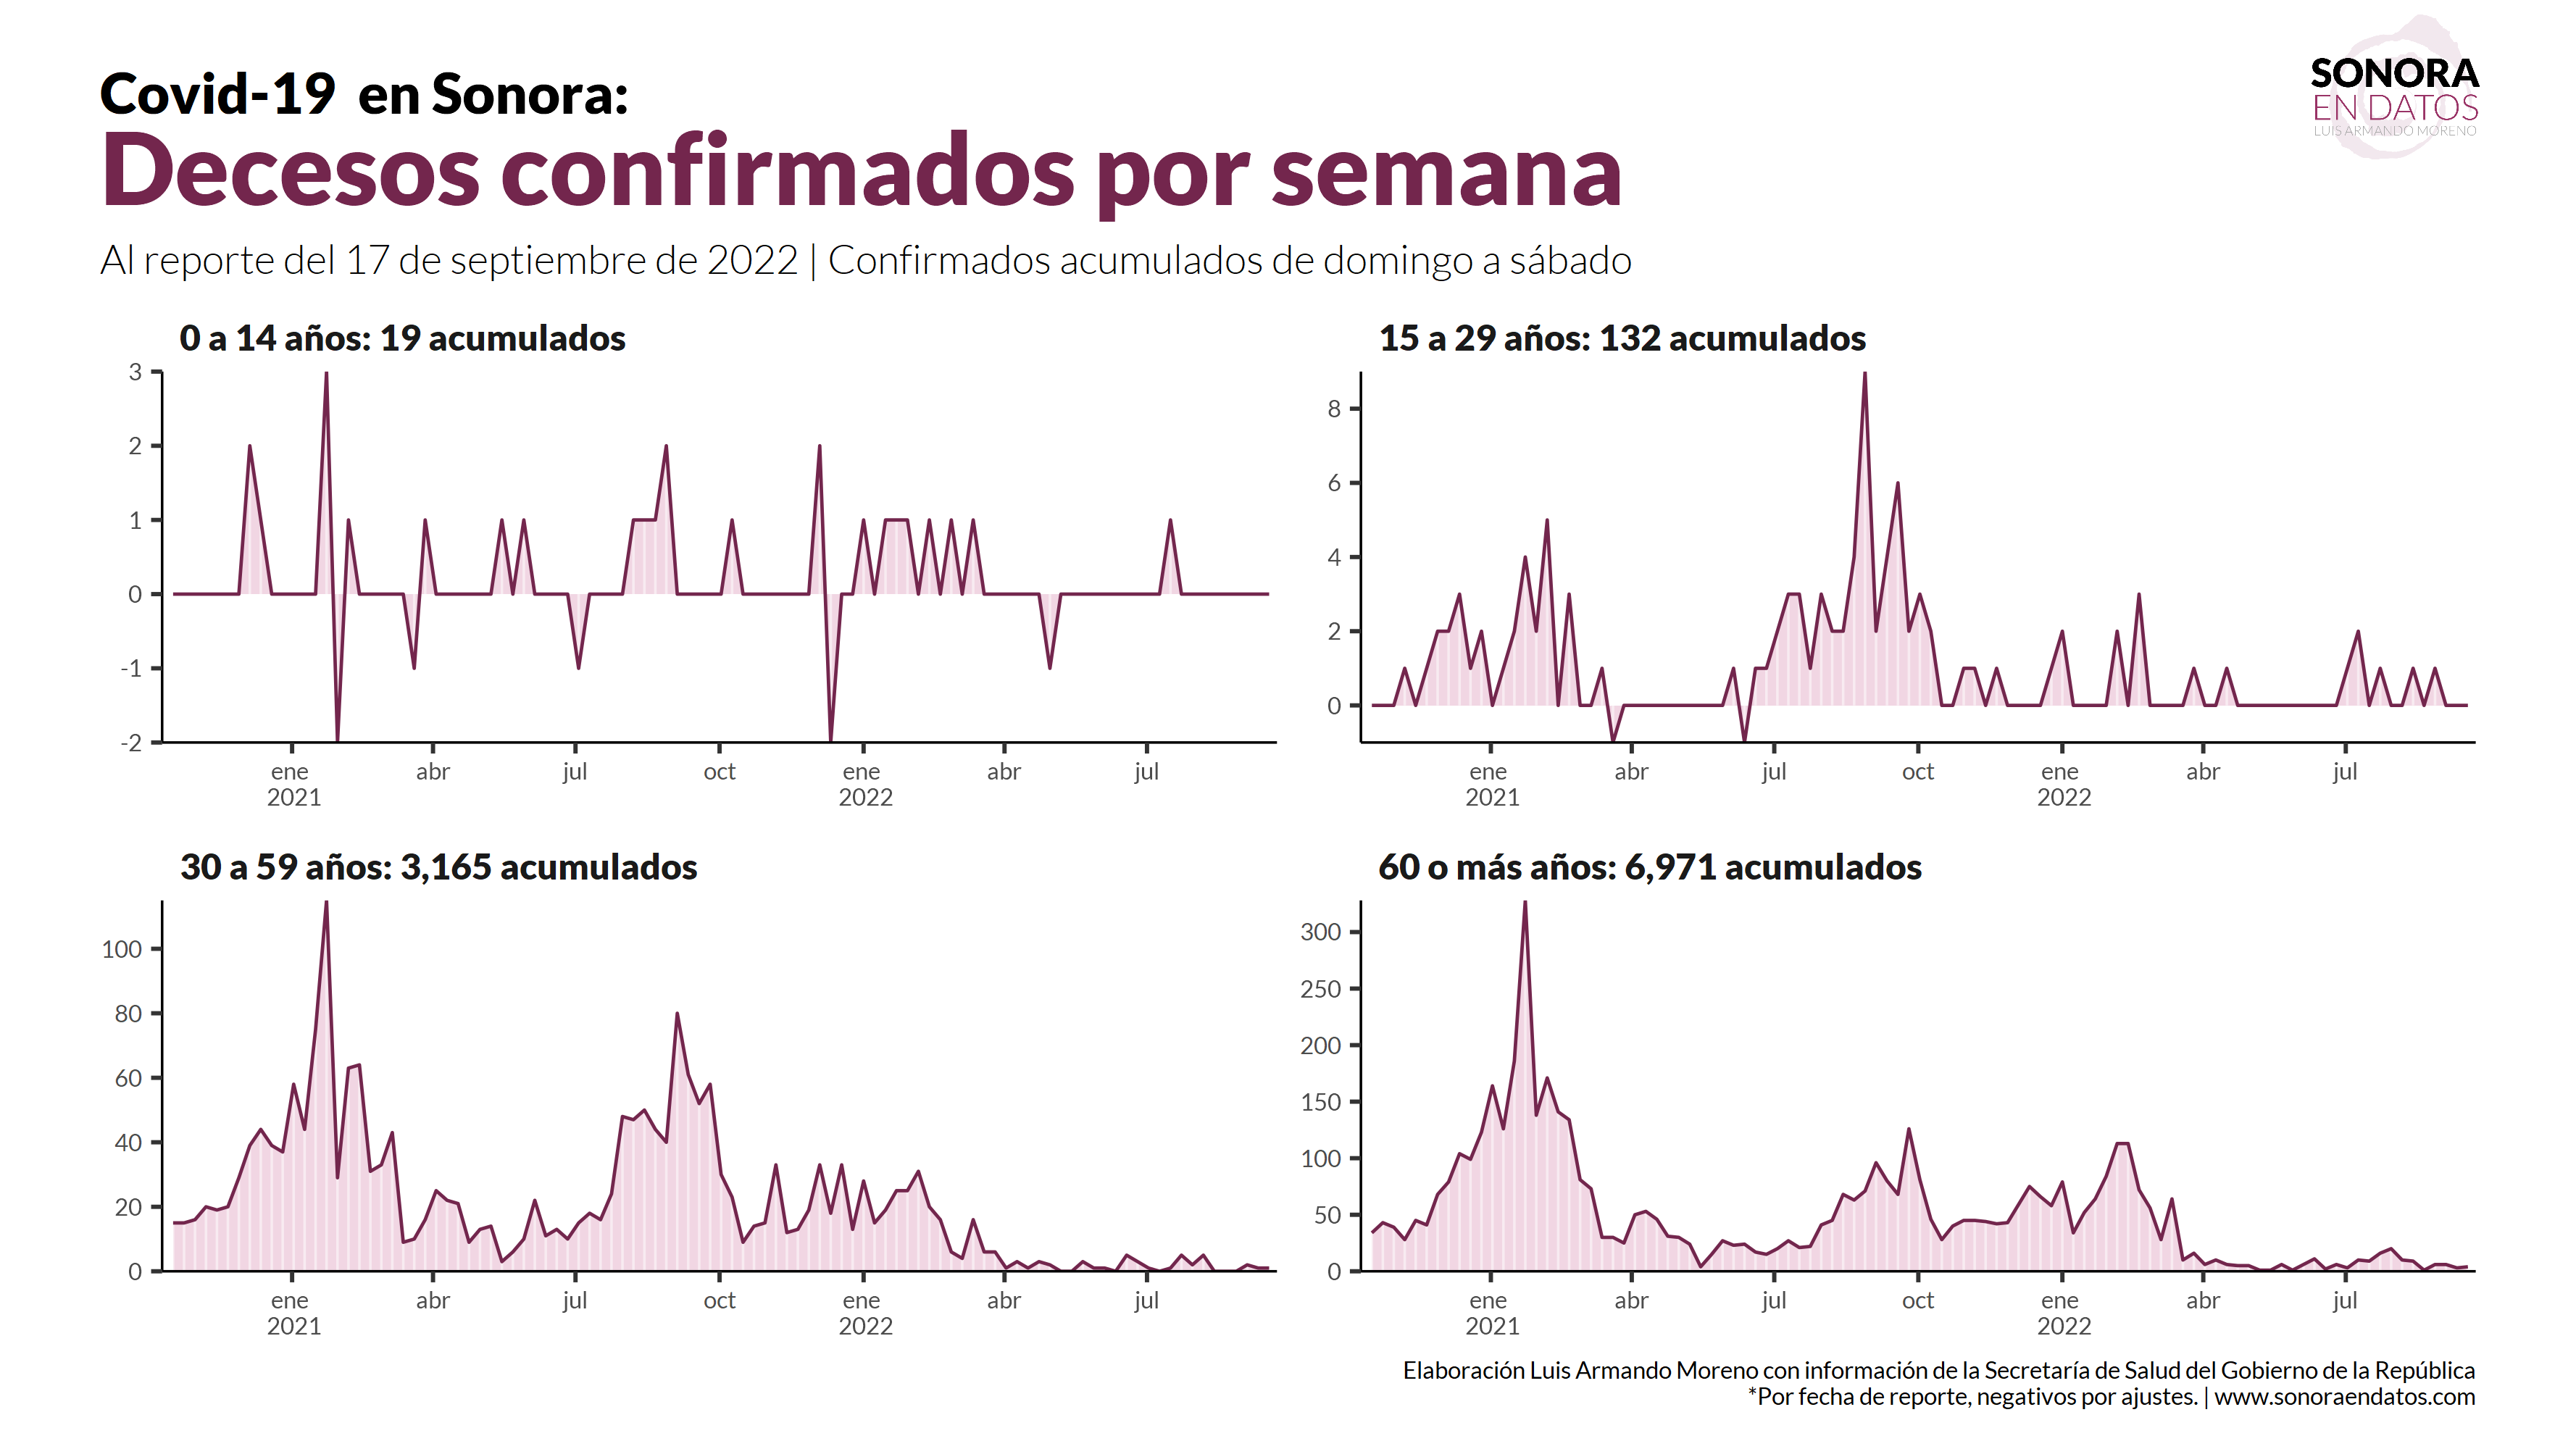 Covid-19 en Sonora:
Decesos confirmados por semana
Al reporte del 17 de septiembre de 2022 | Confirmados acumulados de domingo a sábado
SONORA
EN DATOS
LUIS ARMANDO MORENO
0 a 14 años: 19 acumulados
3
2
1
0
-1
-2
ene abr jul oct ene abr jul
2021 2022
15 a 29 años: 132 acumulados
8
6
4
2
0
ene abr jul oct ene abr jul
2021 2022
30 a 59 años: 3,165 acumulados
100
80
60
40
20
0
ene abr jul oct ene abr jul
2021 2022
60 o más años: 6,971 acumulados
300
250
200
150
100
50
0
ene abr jul oct ene abr jul
2021 2022
Elaboración Luis Armando Moreno con información de la Secretaría de Salud del Gobierno de la República
*Por fecha de reporte, negativos por ajustes. | www.sonoraendatos.com